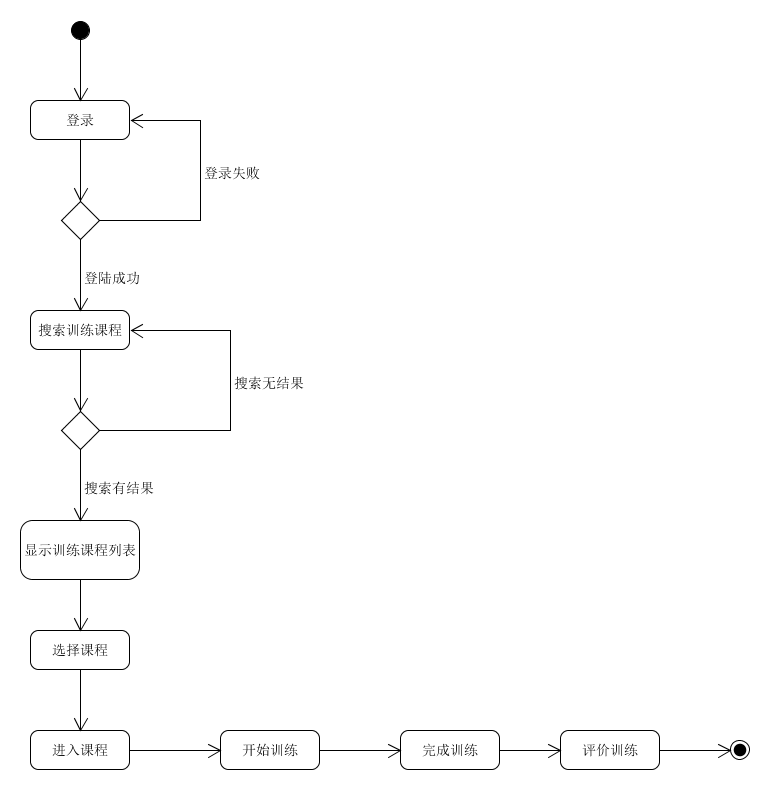 登录
登录失败
登陆成功
搜索训练课程
搜索无结果
搜索有结果
显示训练课程列表
选择课程
进入课程
开始训练
完成训练
评价训练